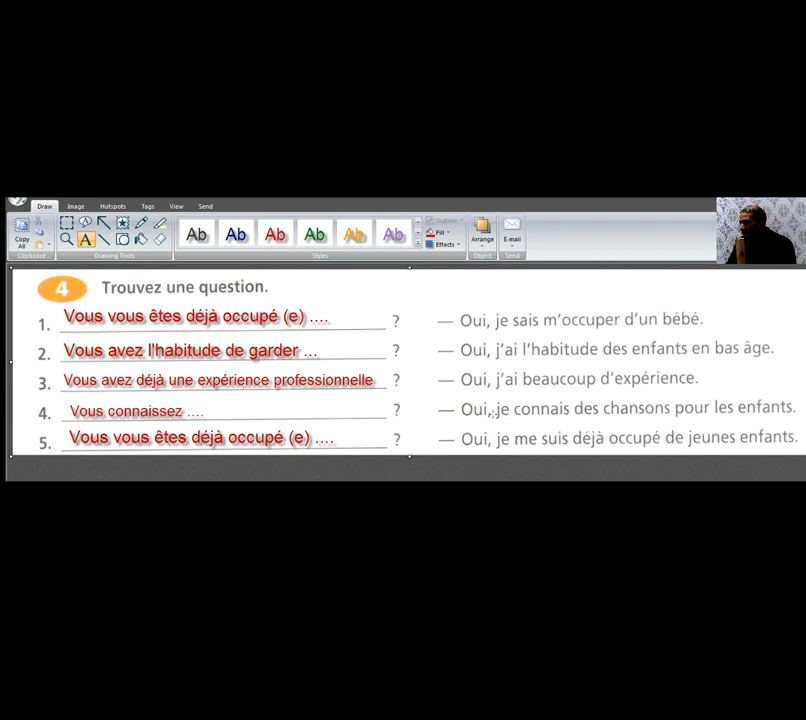 Draw Image Hotspots Tags View Send
Copy All
Ab Ab Ab Ab Ab Ab
Outline
Fill
Effects
Arrange
E-mail
Clipboard Drawing Tools Styles Object Send
4 Trouvez une question.
1. Vous vous êtes déjà occupé (e) .... ? — Oui, je sais m'occuper d'un bébé.
2. Vous avez l'habitude de garder ... ? — Oui, j'ai l'habitude des enfants en bas âge.
3. Vous avez déjà une expérience professionnelle ? — Oui, j'ai beaucoup d'expérience.
4. Vous connaissez .... ? — Oui, je connais des chansons pour les enfants.
5. Vous vous êtes déjà occupé (e) .... ? — Oui, je me suis déjà occupé de jeunes enfants.